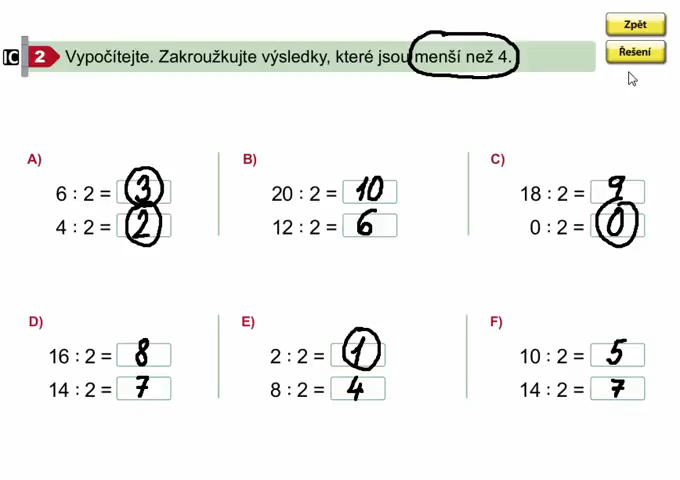 Zpět
2 Vypočítejte. Zakroužkujte výsledky, které jsou menší než 4.
Řešení
A)
6 : 2 = 3
4 : 2 = 2
B)
20 : 2 = 10
12 : 2 = 6
C)
18 : 2 = 9
0 : 2 = 0
D)
16 : 2 = 8
14 : 2 = 7
E)
2 : 2 = 1
8 : 2 = 4
F)
10 : 2 = 5
14 : 2 = 7